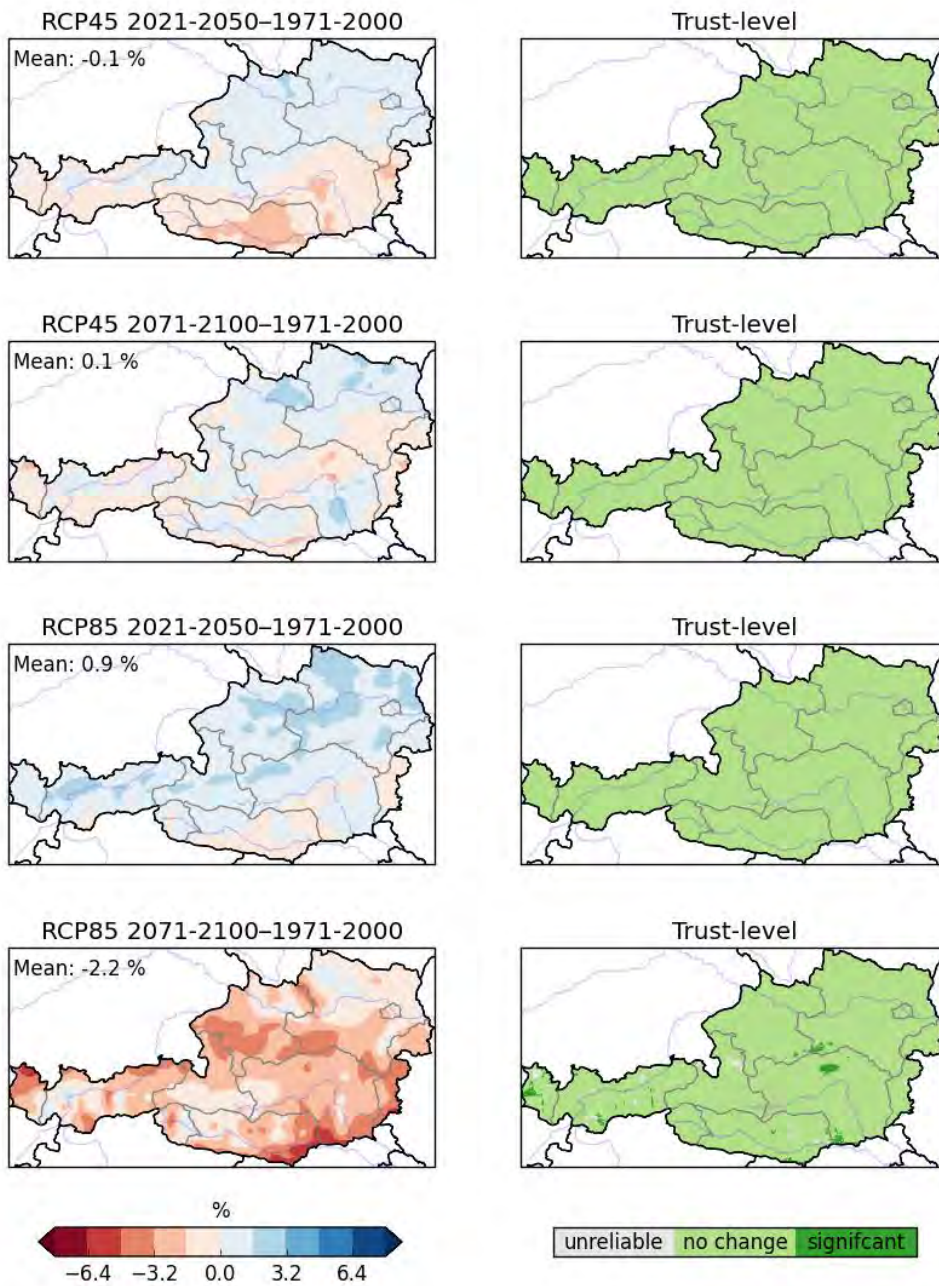 RCP45 2021-2050–1971-2000
Trust-level
Mean: -0.1 %
RCP45 2071-2100–1971-2000
Trust-level
Mean: 0.1 %
RCP85 2021-2050–1971-2000
Trust-level
Mean: 0.9 %
RCP85 2071-2100–1971-2000
Trust-level
Mean: -2.2 %
%
−6.4 −3.2 0.0 3.2 6.4
unreliable no change signifcant